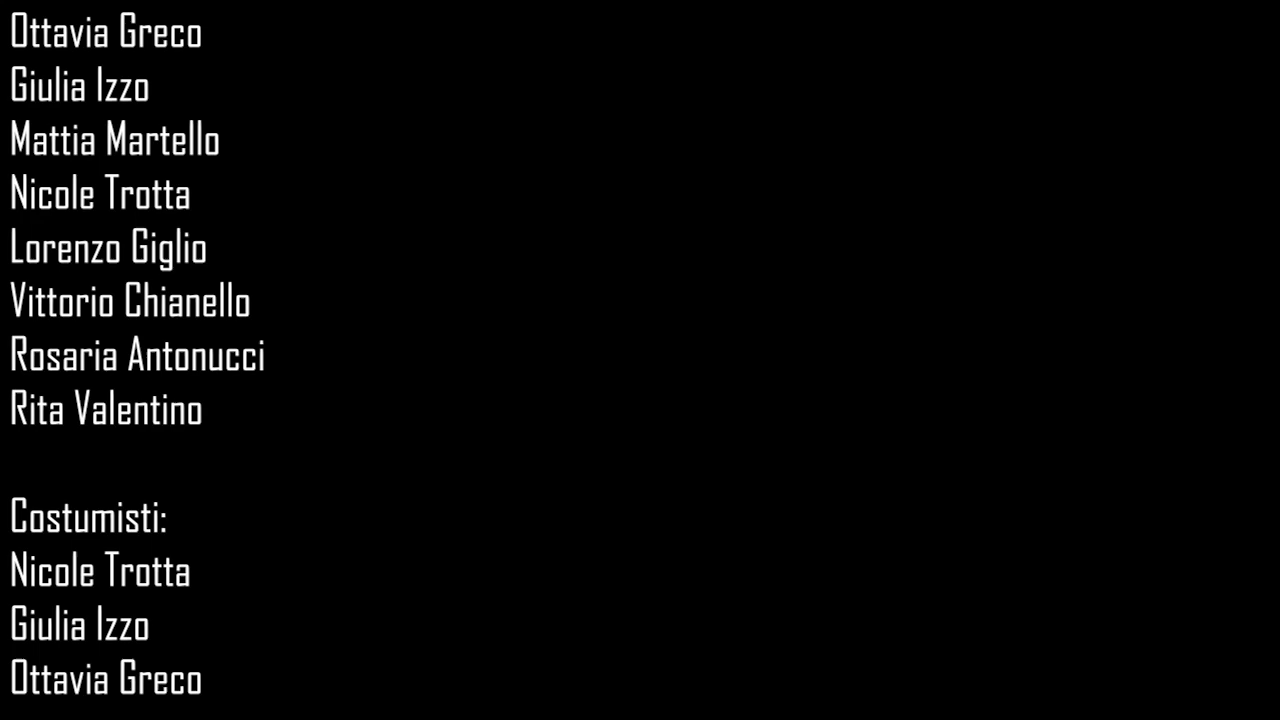 Ottavia Greco
Giulia Izzo
Mattia Martello
Nicole Trotta
Lorenzo Giglio
Vittorio Chianello
Rosaria Antonucci
Rita Valentino
Costumisti:
Nicole Trotta
Giulia Izzo
Ottavia Greco